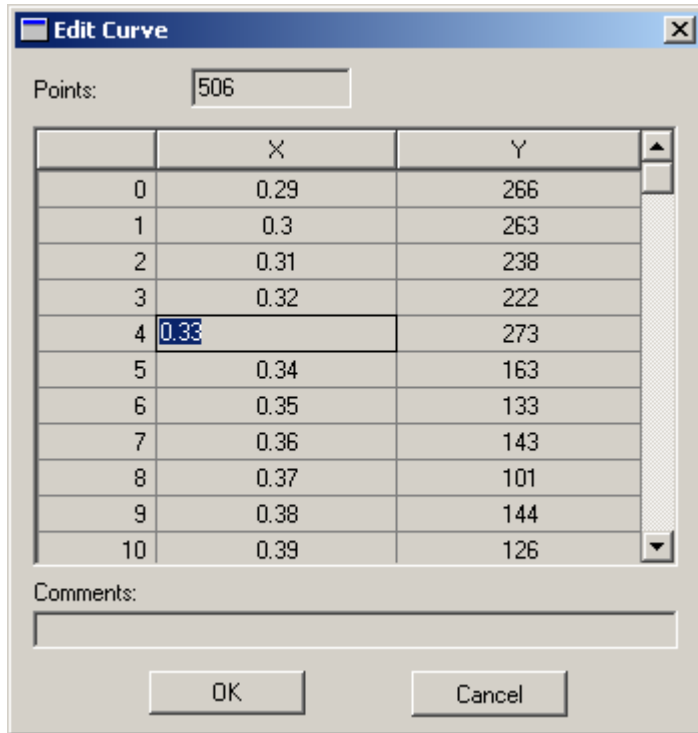 Edit Curve
Points: 506
X Y
0 0.29 266
1 0.3 263
2 0.31 238
3 0.32 222
4 0.33 273
5 0.34 163
6 0.35 133
7 0.36 143
8 0.37 101
9 0.38 144
10 0.39 126
Comments:
OK Cancel